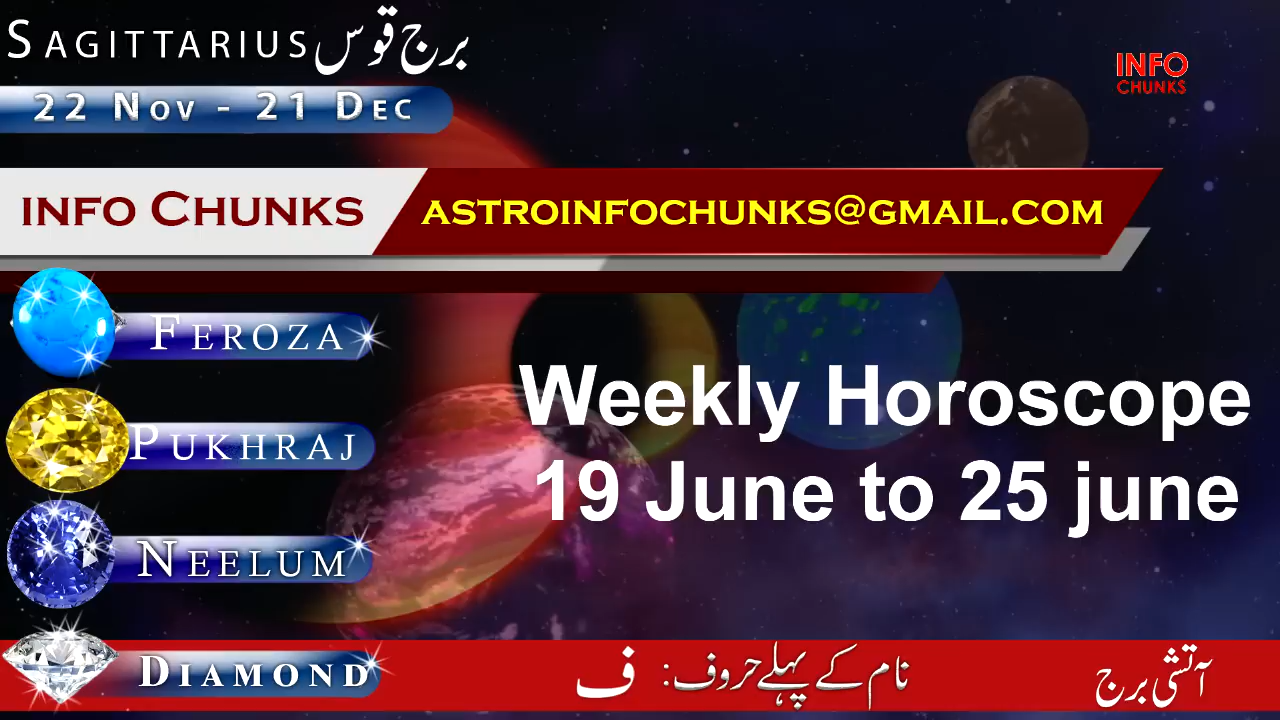 SAGITTARIUS برج قوس
22 Nov - 21 Dec
INFO
CHUNKS
INFO CHUNKS
ASTROINFOCHUNKS@GMAIL.COM
FEROZA
PUKHRAJ
NEELUM
DIAMOND
Weekly Horoscope
19 June to 25 june
نام کے پہلے حروف: ف
آتشی برج